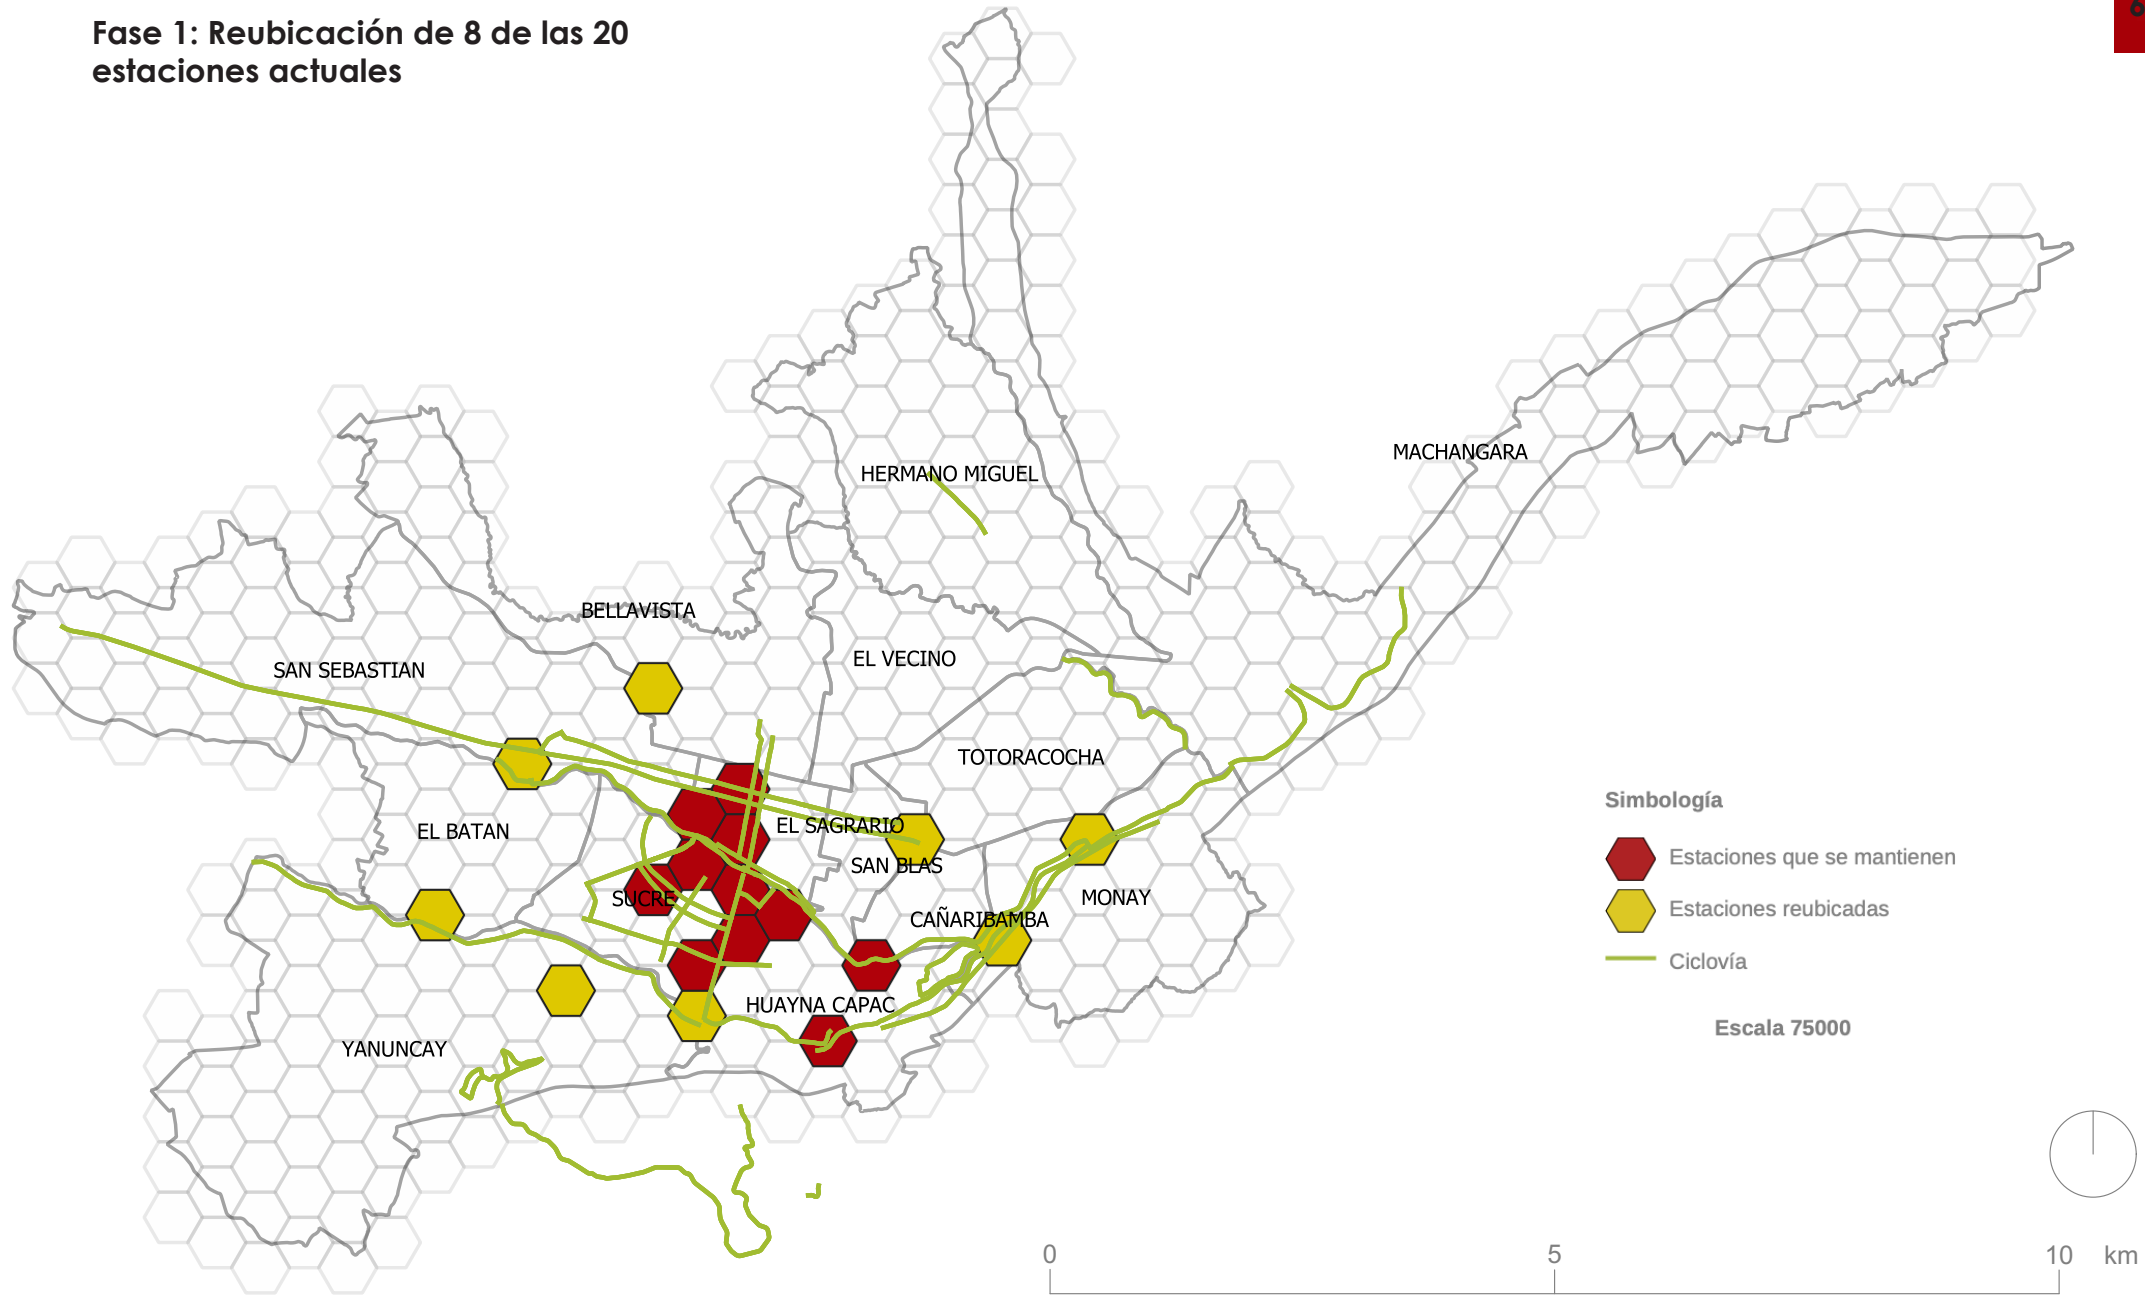 Fase 1: Reubicación de 8 de las 20
estaciones actuales
MACHANGARA
HERMANO MIGUEL
BELLAVISTA
EL VECINO
SAN SEBASTIAN
TOTORACOCHA
EL BATAN
EL SAGRARIO
SAN BLAS
SUCRE
MONAY
CAÑARIBAMBA
HUAYNA CAPAC
YANUNCAY
Simbología
Estaciones que se mantienen
Estaciones reubicadas
Ciclovía
Escala 75000
0 5 10 km